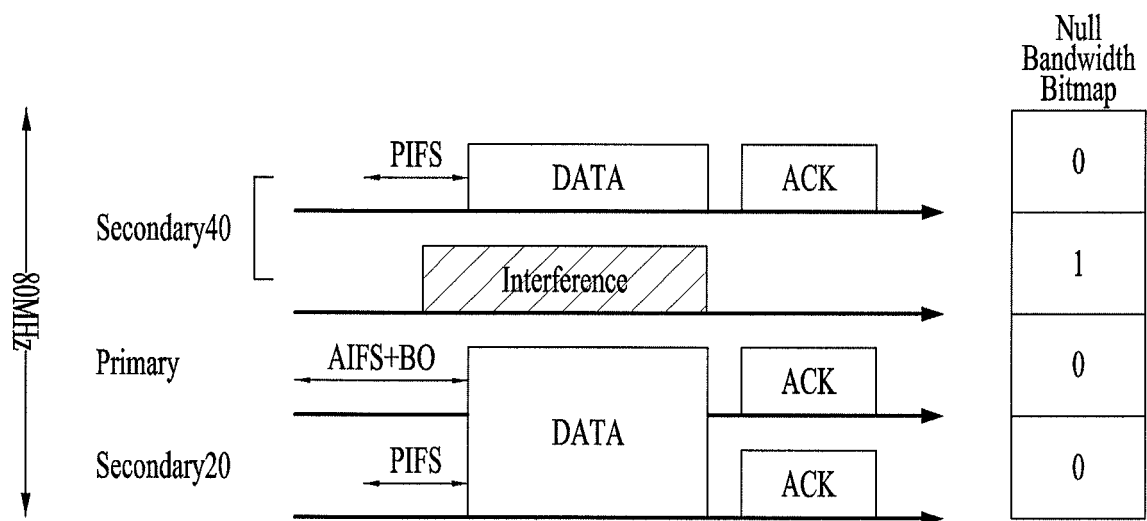 Null
Bandwidth
Bitmap
PIFS
DATA
ACK
0
Secondary40
Interference
1
80MHz
Primary
AIFS+BO
ACK
0
DATA
Secondary20
PIFS
ACK
0